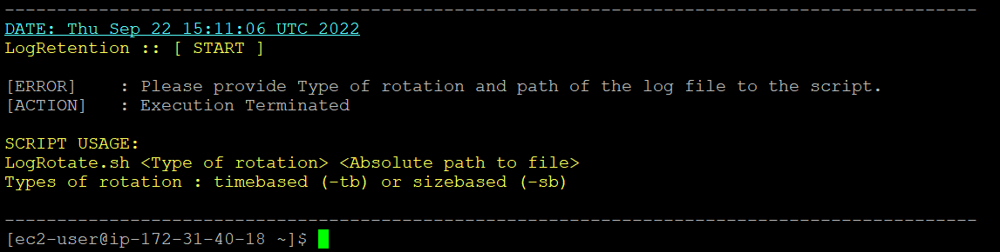 DATE: Thu Sep 22 15:11:06 UTC 2022
LogRetention :: [ START ]
[ERROR]    : Please provide Type of rotation and path of the log file to the script.
[ACTION]   : Execution Terminated
SCRIPT USAGE:
LogRotate.sh <Type of rotation> <Absolute path to file>
Types of rotation : timebased (-tb) or sizebased (-sb)
[ec2-user@ip-172-31-40-18 ~]$